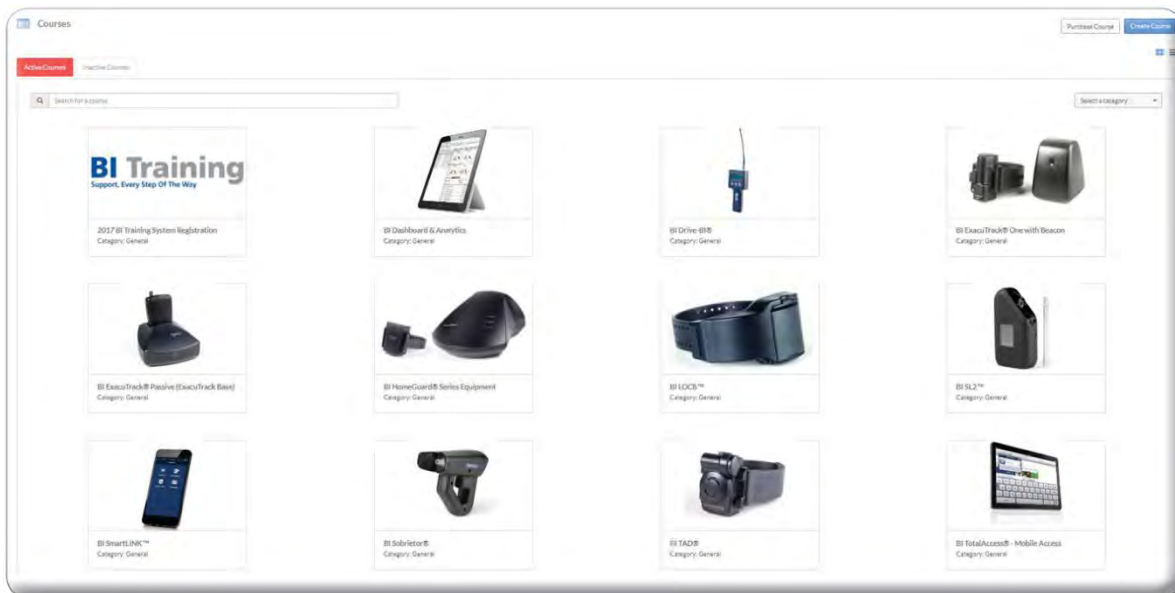 Courses
Purchase Course
Create Course
Active Courses
Inactive Courses
Search for a course
Select a category
BI Training
Support, Every Step Of The Way
2017 BI Training System Registration
Category: General
BI Dashboard & Analytics
Category: General
BI Drive-BI®
Category: General
BI ExacuTrack® One with Beacon
Category: General
BI ExacuTrack® Passive (ExacuTrack Base)
Category: General
BI HomeGuard® Series Equipment
Category: General
BI LOC8™
Category: General
BI SL2™
Category: General
BI SmartLiNK™
Category: General
BI Sobrietor®
Category: General
BI TAD®
Category: General
BI TotalAccess® - Mobile Access
Category: General